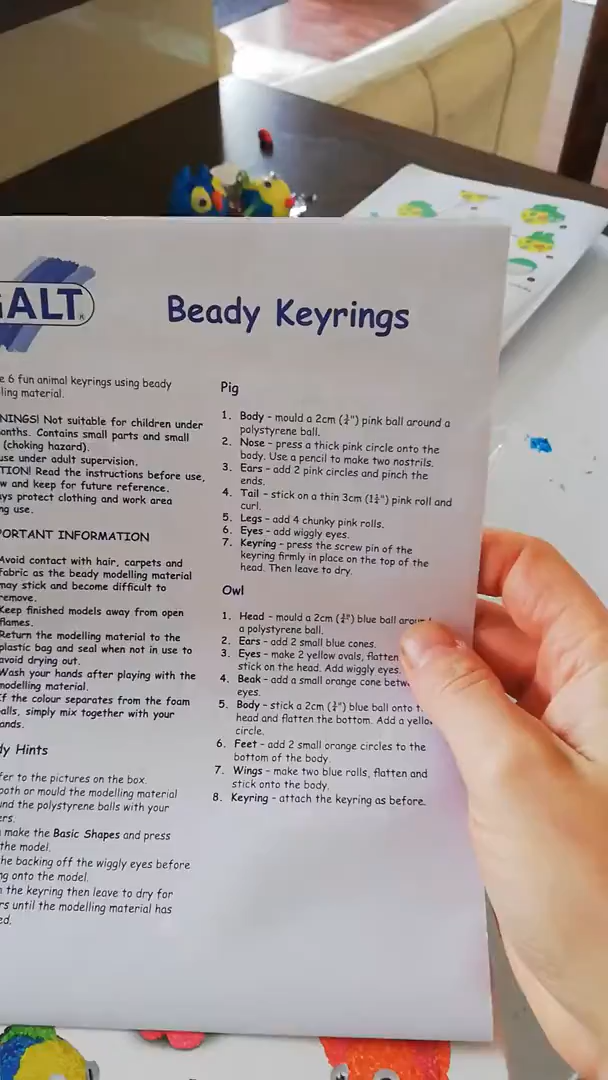 ALT
Beady Keyrings
e 6 fun animal keyrings using beady
ling material.
NINGS! Not suitable for children under
onths. Contains small parts and small
(choking hazard).
use under adult supervision.
TION! Read the instructions before use,
w and keep for future reference.
ys protect clothing and work area
ng use.
PORTANT INFORMATION
Avoid contact with hair, carpets and
fabric as the beady modelling material
may stick and become difficult to
remove.
Keep finished models away from open
flames.
Return the modelling material to the
plastic bag and seal when not in use to
avoid drying out.
Wash your hands after playing with the
modelling material.
If the colour separates from the foam
alls, simply mix together with your
ands.
dy Hints
fer to the pictures on the box.
ooth or mould the modelling material
und the polystyrene balls with your
ers.
make the Basic Shapes and press
the model.
he backing off the wiggly eyes before
ng onto the model.
the keyring then leave to dry for
rs until the modelling material has
ed.
Pig
1. Body - mould a 2cm (¾") pink ball around a
polystyrene ball.
2. Nose - press a thick pink circle onto the
body. Use a pencil to make two nostrils.
3. Ears - add 2 pink circles and pinch the
ends.
4. Tail - stick on a thin 3cm (1¼") pink roll and
curl.
5. Legs - add 4 chunky pink rolls.
6. Eyes - add wiggly eyes.
7. Keyring - press the screw pin of the
keyring firmly in place on the top of the
head. Then leave to dry.
Owl
1. Head - mould a 2cm (¾") blue ball aroun
a polystyrene ball.
2. Ears - add 2 small blue cones.
3. Eyes - make 2 yellow ovals, flatten
stick on the head. Add wiggly eyes.
4. Beak - add a small orange cone betw
eyes.
5. Body - stick a 2cm (¾") blue ball onto t
head and flatten the bottom. Add a yello
circle.
6. Feet - add 2 small orange circles to the
bottom of the body.
7. Wings - make two blue rolls, flatten and
stick onto the body.
8. Keyring - attach the keyring as before.